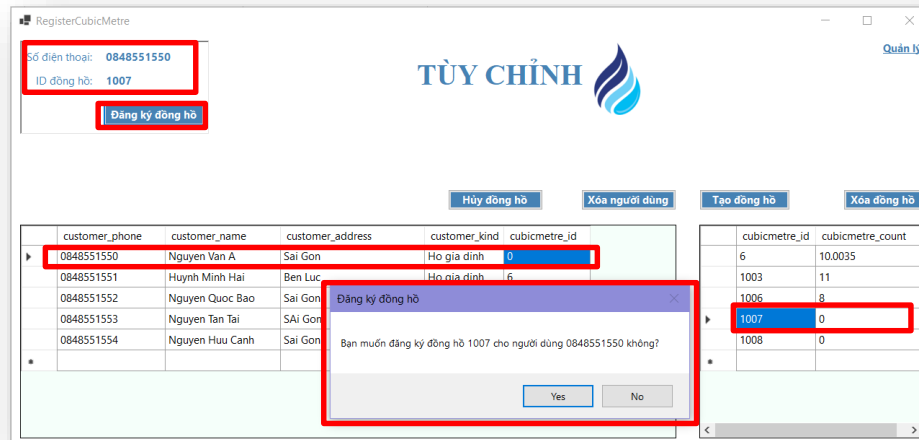 RegisterCubicMetre
Số điện thoại: 0848551550
Quản lý
ID đồng hồ: 1007
TÙY CHỈNH
Đăng ký đồng hồ
Hủy đồng hồ Xóa người dùng Tạo đồng hồ Xóa đồng hồ
customer_phone customer_name customer_address customer_kind cubicmetre_id
0848551550 Nguyen Van A Sai Gon Ho gia dinh 0
0848551551 Huynh Minh Hai Ben Luc Ho gia dinh 6
0848551552 Nguyen Quoc Bao Sai Gon
0848551553 Nguyen Tan Tai SAi Gon
0848551554 Nguyen Huu Canh Sai Gon
cubicmetre_id cubicmetre_count
6 10.0035
1003 11
1006 8
1007 0
1008 0
Đăng ký đồng hồ
Bạn muốn đăng ký đồng hồ 1007 cho người dùng 0848551550 không?
Yes No